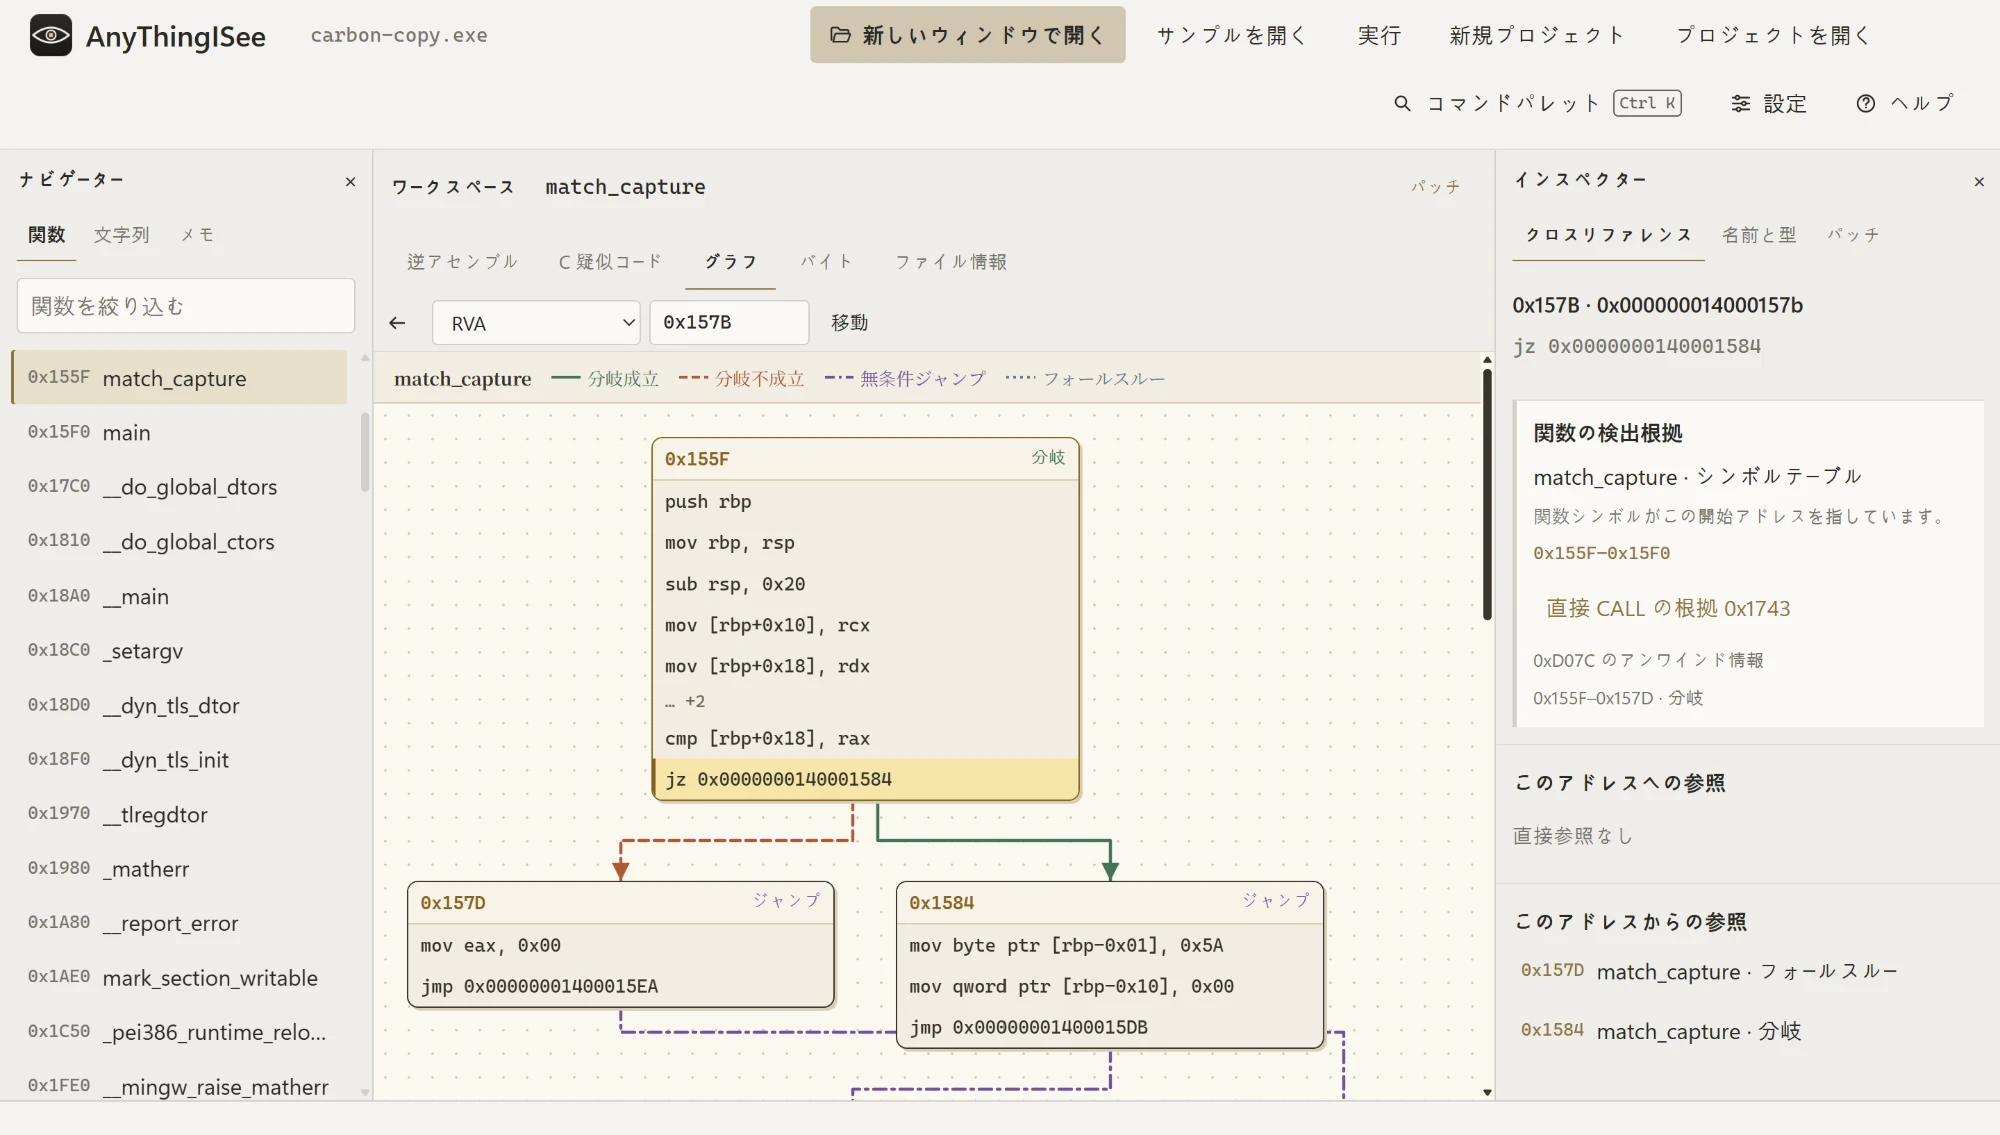 AnyThingISee
carbon-copy.exe
新しいウィンドウで開く
サンプルを開く
実行
新規プロジェクト
プロジェクトを開く
コマンドパレット Ctrl K
設定
ヘルプ
ナビゲーター
×
関数
文字列
メモ
関数を絞り込む
0x155F match_capture
0x15F0 main
0x17C0 __do_global_dtors
0x1810 __do_global_ctors
0x18A0 __main
0x18C0 _setargv
0x18D0 __dyn_tls_dtor
0x18F0 __dyn_tls_init
0x1970 __tlregdtor
0x1980 _matherr
0x1A80 __report_error
0x1AE0 mark_section_writable
0x1C50 _pei386_runtime_relo...
0x1FE0 __mingw_raise_matherr
ワークスペース match_capture
パッチ
逆アセンブル
C 疑似コード
グラフ
バイト
ファイル情報
RVA
0x157B
移動
match_capture
分岐成立
分岐不成立
無条件ジャンプ
フォールスルー
0x155F 分岐
push rbp
mov rbp, rsp
sub rsp, 0x20
mov [rbp+0x10], rcx
mov [rbp+0x18], rdx
… +2
cmp [rbp+0x18], rax
jz 0x0000000140001584
0x157D ジャンプ
mov eax, 0x00
jmp 0x00000001400015EA
0x1584 ジャンプ
mov byte ptr [rbp-0x01], 0x5A
mov qword ptr [rbp-0x10], 0x00
jmp 0x00000001400015DB
インスペクター
×
クロスリファレンス
名前と型
パッチ
0x157B · 0x000000014000157b
jz 0x0000000140001584
関数の検出根拠
match_capture · シンボルテーブル
関数シンボルがこの開始アドレスを指しています。
0x155F–0x15F0
直接 CALL の根拠 0x1743
0xD07C のアンワインド情報
0x155F–0x157D · 分岐
このアドレスへの参照
直接参照なし
このアドレスからの参照
0x157D match_capture · フォールスルー
0x1584 match_capture · 分岐